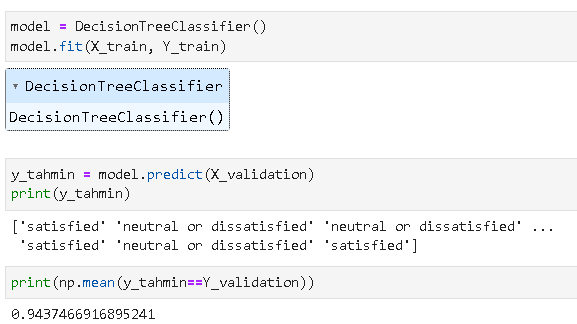 model = DecisionTreeClassifier()
model.fit(X_train, Y_train)
▾ DecisionTreeClassifier
DecisionTreeClassifier()
y_tahmin = model.predict(X_validation)
print(y_tahmin)
['satisfied' 'neutral or dissatisfied' 'neutral or dissatisfied' ...
 'satisfied' 'neutral or dissatisfied' 'satisfied']
print(np.mean(y_tahmin==Y_validation))
0.9437466916895241